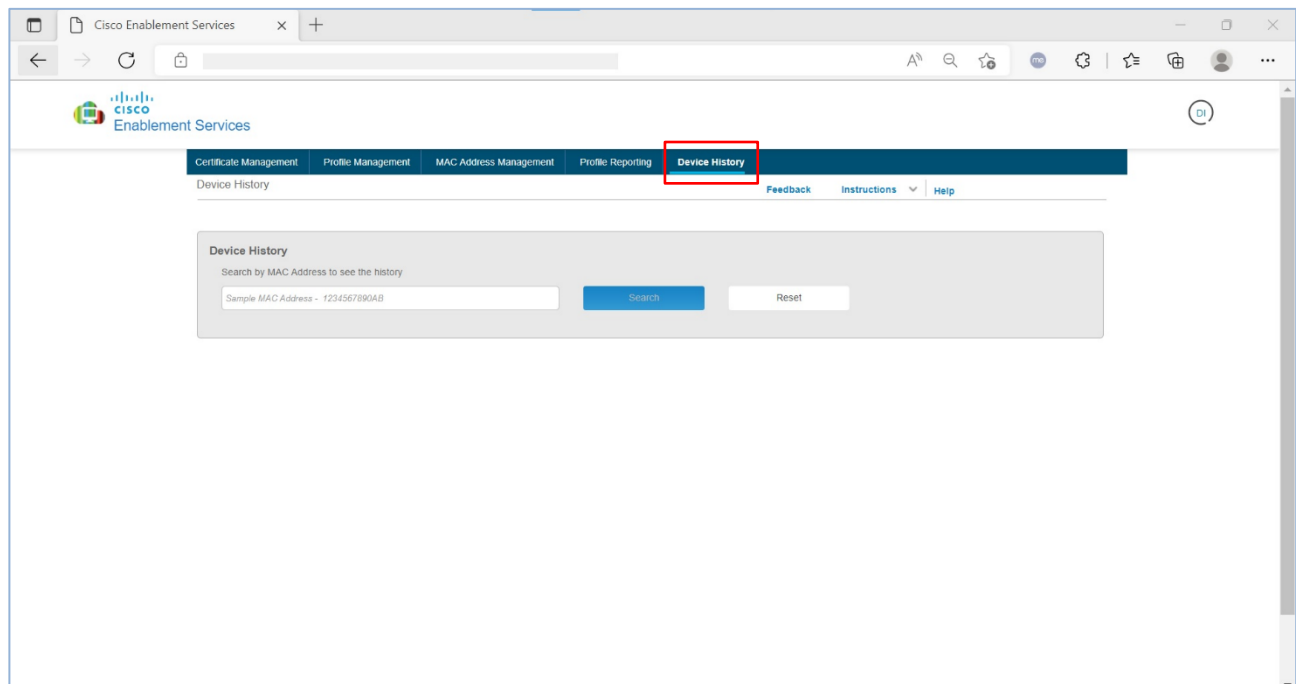 Cisco Enablement Services
CISCO
Enablement Services
DI
Certificate Management Profile Management MAC Address Management Profile Reporting Device History
Device History
Feedback Instructions Help
Device History
Search by MAC Address to see the history
Sample MAC Address - 1234567890AB Search Reset